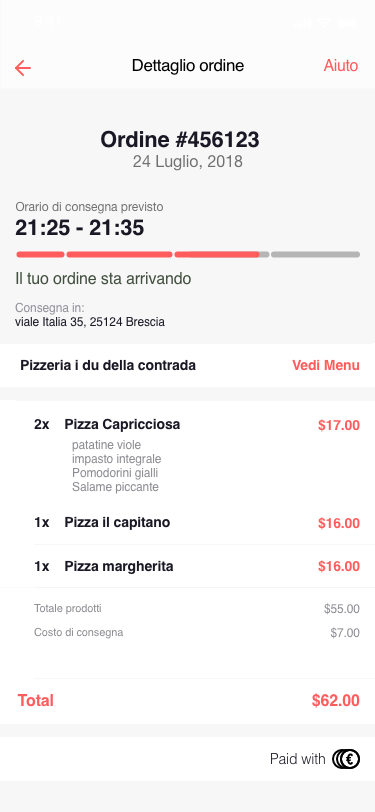 Dettaglio ordine
Aiuto
Ordine #456123
24 Luglio, 2018
Orario di consegna previsto
21:25 - 21:35
Il tuo ordine sta arrivando
Consegna in:
viale Italia 35, 25124 Brescia
Pizzeria i du della contrada Vedi Menu
2x Pizza Capricciosa $17.00
patatine viole
impasto integrale
Pomodorini gialli
Salame piccante
1x Pizza il capitano $16.00
1x Pizza margherita $16.00
Totale prodotti $55.00
Costo di consegna $7.00
Total $62.00
Paid with €